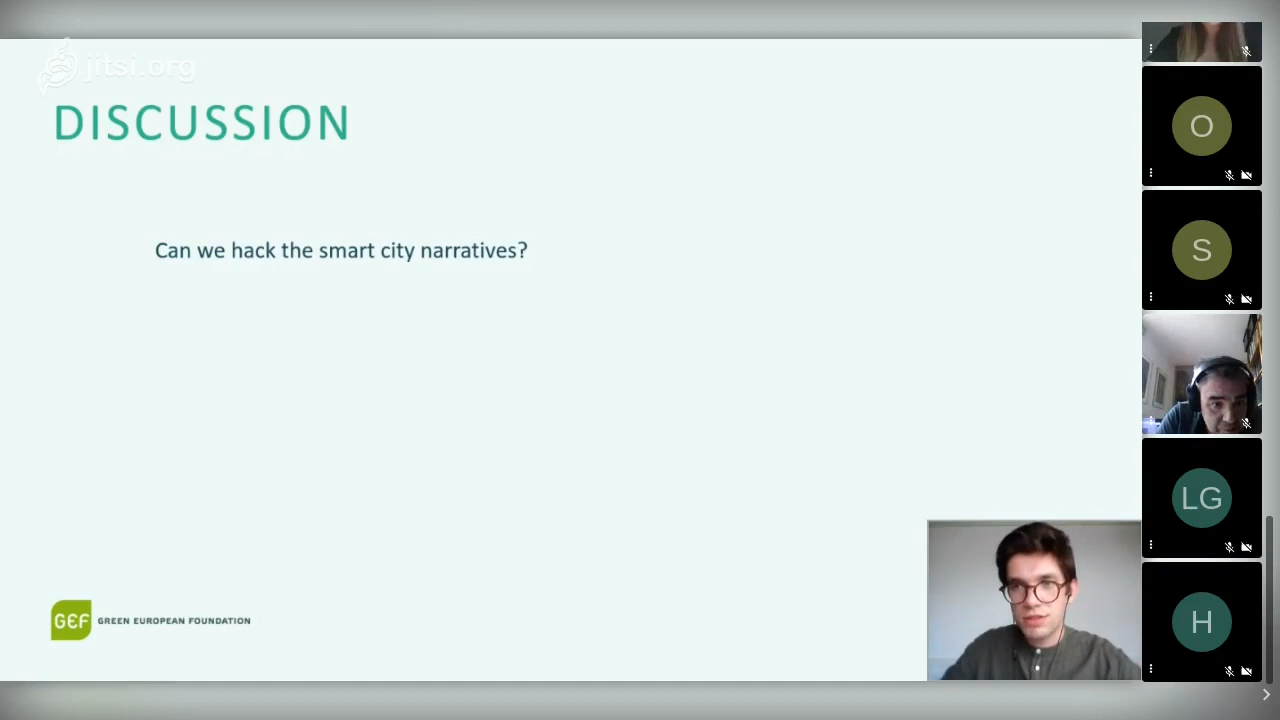 jitsi.org
DISCUSSION
Can we hack the smart city narratives?
GEF GREEN EUROPEAN FOUNDATION
O
S
LG
H